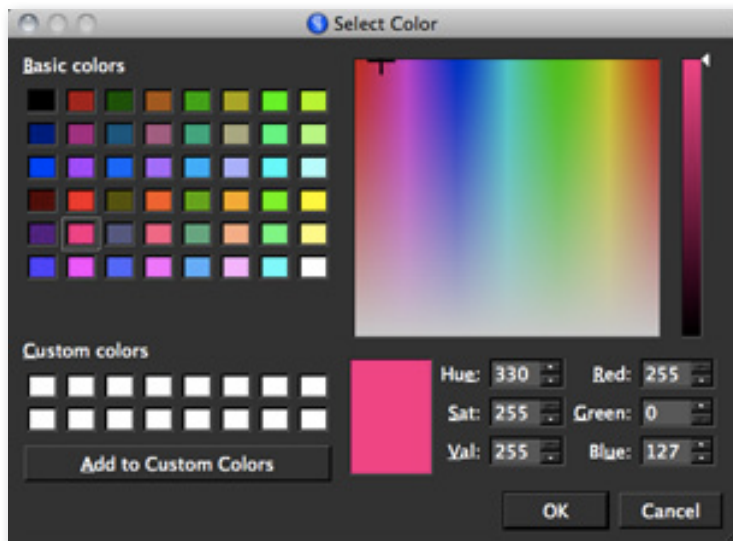 Select Color
Basic colors
Custom colors
Add to Custom Colors
Hue: 330 Red: 255
Sat: 255 Green: 0
Val: 255 Blue: 127
OK Cancel